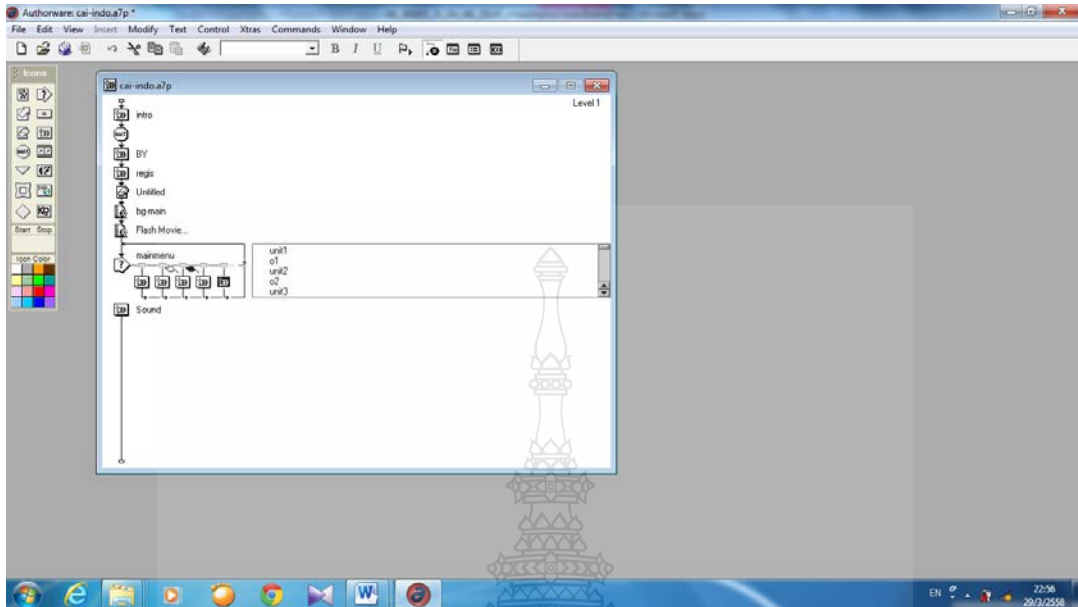 Authorware: cai-indo.a7p *
File Edit View Insert Modify Text Control Xtras Commands Window Help
B I U
Icons
Start Stop
Icon Color
cai-indo.a7p
Level 1
intro
WAIT
BY
regis
Untitled
bg-main
Flash Movie...
mainmenu
unit1
o1
unit2
o2
unit3
Sound
EN
22:56
29/3/2558